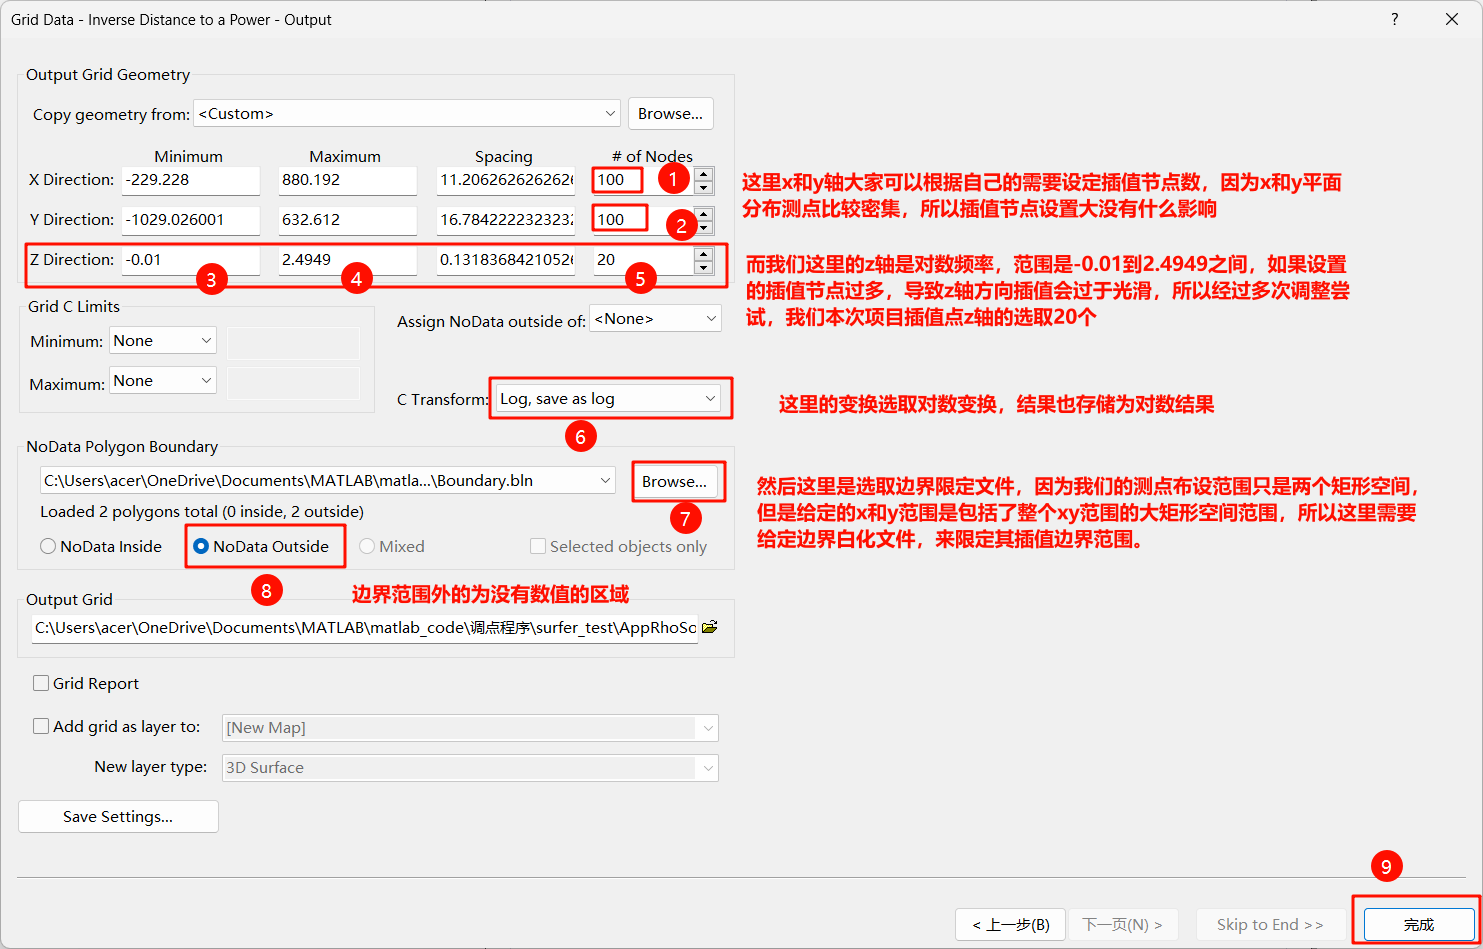 Grid Data - Inverse Distance to a Power - Output
?
Output Grid Geometry
Copy geometry from: <Custom> Browse...
Minimum Maximum Spacing # of Nodes
X Direction: -229.228 880.192 11.2062626262626 100 1
Y Direction: -1029.026001 632.612 16.7842222323232 100 2
Z Direction: -0.01 2.4949 0.13183684210526 20
3 4 5
这里x和y轴大家可以根据自己的需要设定插值节点数，因为x和y平面
分布测点比较密集，所以插值节点设置大没有什么影响
而我们这里的z轴是对数频率，范围是-0.01到2.4949之间，如果设置
的插值节点过多，导致z轴方向插值会过于光滑，所以经过多次调整尝
试，我们本次项目插值点z轴的选取20个
Grid C Limits
Minimum: None
Maximum: None
Assign NoData outside of: <None>
C Transform: Log, save as log
6
这里的变换选取对数变换，结果也存储为对数结果
NoData Polygon Boundary
C:\Users\acer\OneDrive\Documents\MATLAB\matla...\Boundary.bln Browse...
7
Loaded 2 polygons total (0 inside, 2 outside)
NoData Inside NoData Outside Mixed Selected objects only
8
然后这里是选取边界限定文件，因为我们的测点布设范围只是两个矩形空间，
但是给定的x和y范围是包括了整个xy范围的大矩形空间范围，所以这里需要
给定边界白化文件，来限定其插值边界范围。
边界范围外的为没有数值的区域
Output Grid
C:\Users\acer\OneDrive\Documents\MATLAB\matlab_code\调点程序\surfer_test\AppRhoSc
Grid Report
Add grid as layer to: [New Map]
New layer type: 3D Surface
Save Settings...
9
< 上一步(B) 下一页(N) > Skip to End >> 完成